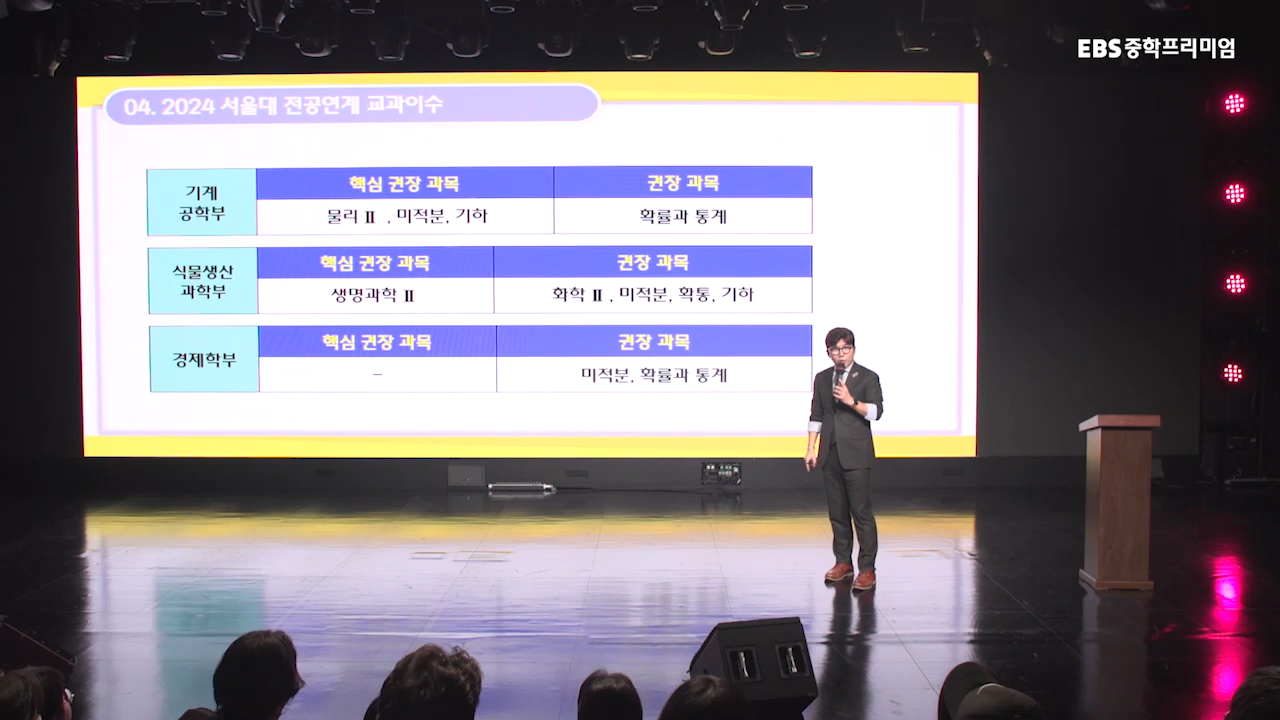 EBS 중학프리미엄
04. 2024 서울대 전공연계 교과이수
기계
공학부
핵심 권장 과목
권장 과목
물리 Ⅱ , 미적분, 기하
확률과 통계
식물생산
과학부
핵심 권장 과목
권장 과목
생명과학 Ⅱ
화학 Ⅱ , 미적분, 확통, 기하
경제학부
핵심 권장 과목
권장 과목
–
미적분, 확률과 통계